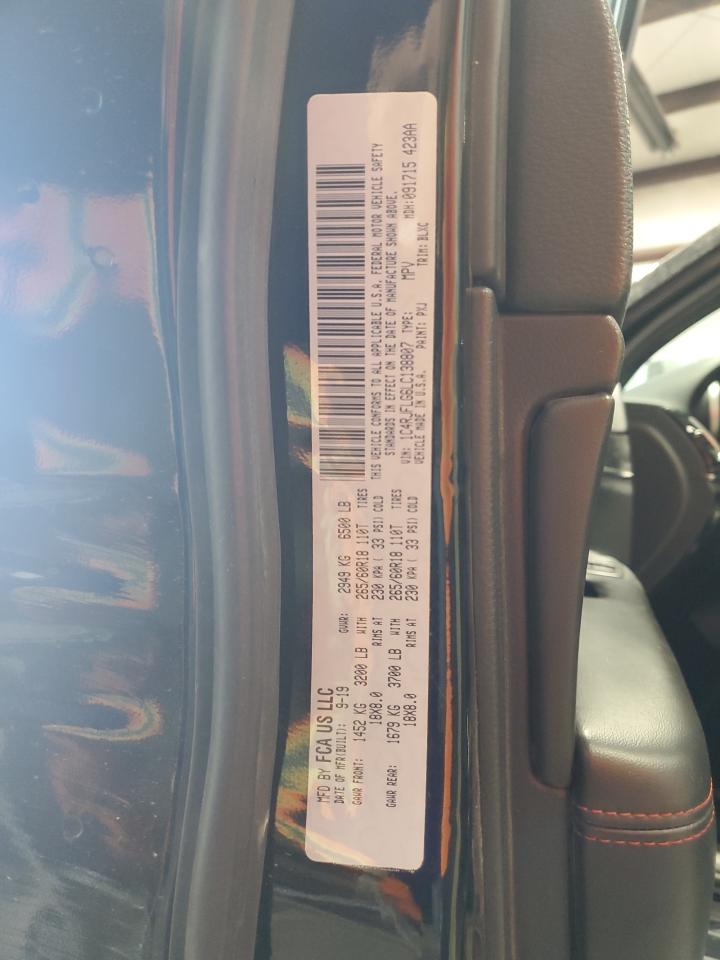 MFD BY FCA US LLC
DATE OF MFR(BUILT): 9-19 GVWR: 2949 KG 6500 LB
GAWR FRONT: 1452 KG 3200 LB WITH 265/60R18 110T TIRES
18X8.0 RIMS AT 230 KPA ( 33 PSI) COLD
GAWR REAR: 1679 KG 3700 LB WITH 265/60R18 110T TIRES
18X8.0 RIMS AT 230 KPA ( 33 PSI) COLD
THIS VEHICLE CONFORMS TO ALL APPLICABLE U.S.A. FEDERAL MOTOR VEHICLE SAFETY
STANDARDS IN EFFECT ON THE DATE OF MANUFACTURE SHOWN ABOVE.
VIN: 1C4RJFLG6LC138807 TYPE: MPV MDH: 091715 423AA
VEHICLE MADE IN U.S.A. PAINT: PXJ TRIM: BLXC